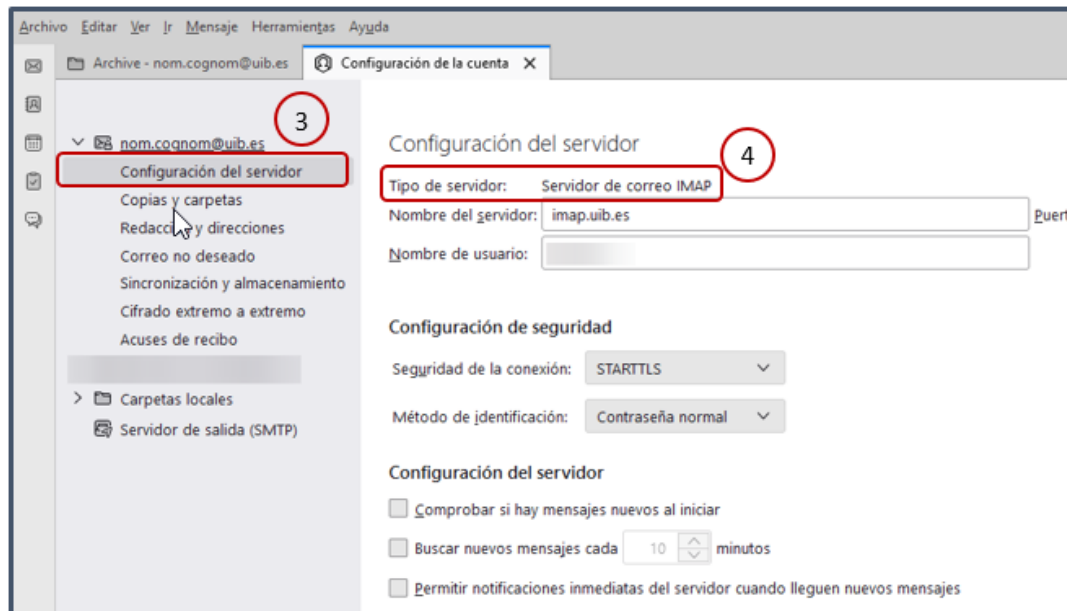 Archivo Editar Ver Ir Mensaje Herramientas Ayuda
Archive - nom.cognom@uib.es
Configuración de la cuenta
3
nom.cognom@uib.es
Configuración del servidor
Copias y carpetas
y direcciones
Correo no deseado
Sincronización y almacenamiento
Cifrado extremo a extremo
Acuses de recibo
Carpetas locales
Servidor de salida (SMTP)
Configuración del servidor
4
Tipo de servidor: Servidor de correo IMAP
Nombre del servidor: imap.uib.es Puert
Nombre de usuario:
Configuración de seguridad
Seguridad de la conexión: STARTTLS
Método de identificación: Contraseña normal
Configuración del servidor
Comprobar si hay mensajes nuevos al iniciar
Buscar nuevos mensajes cada 10 minutos
Permitir notificaciones inmediatas del servidor cuando lleguen nuevos mensajes